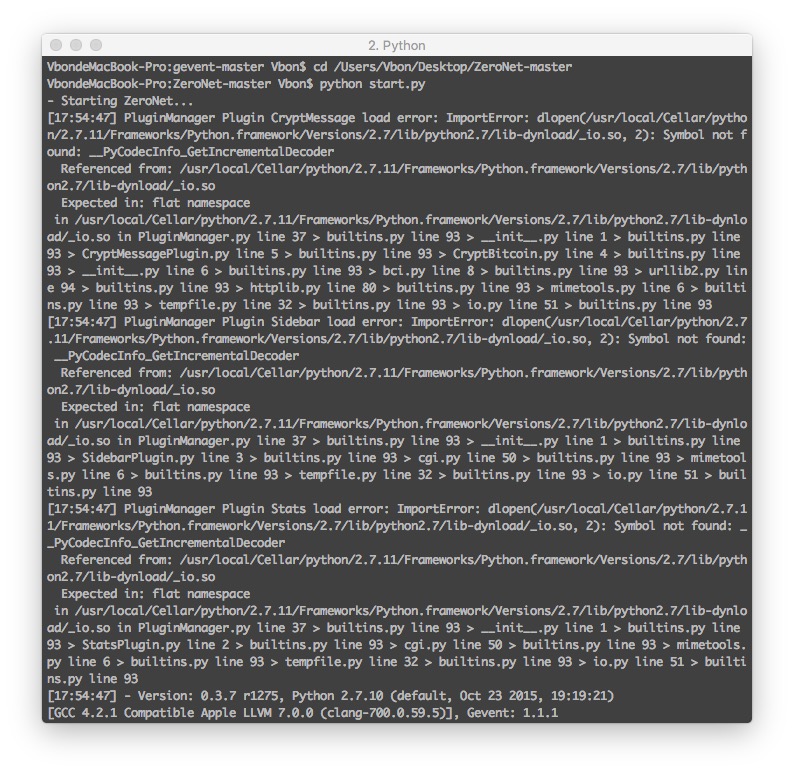 2. Python
VbondeMacBook-Pro:gevent-master Vbon$ cd /Users/Vbon/Desktop/ZeroNet-master
VbondeMacBook-Pro:ZeroNet-master Vbon$ python start.py
- Starting ZeroNet...
[17:54:47] PluginManager Plugin CryptMessage load error: ImportError: dlopen(/usr/local/Cellar/pytho
n/2.7.11/Frameworks/Python.framework/Versions/2.7/lib/python2.7/lib-dynload/_io.so, 2): Symbol not f
ound: __PyCodecInfo_GetIncrementalDecoder
  Referenced from: /usr/local/Cellar/python/2.7.11/Frameworks/Python.framework/Versions/2.7/lib/pyth
on2.7/lib-dynload/_io.so
  Expected in: flat namespace
 in /usr/local/Cellar/python/2.7.11/Frameworks/Python.framework/Versions/2.7/lib/python2.7/lib-dynlo
ad/_io.so in PluginManager.py line 37 > builtins.py line 93 > __init__.py line 1 > builtins.py line
93 > CryptMessagePlugin.py line 5 > builtins.py line 93 > CryptBitcoin.py line 4 > builtins.py line
93 > __init__.py line 6 > builtins.py line 93 > bci.py line 8 > builtins.py line 93 > urllib2.py lin
e 94 > builtins.py line 93 > httplib.py line 80 > builtins.py line 93 > mimetools.py line 6 > builti
ns.py line 93 > tempfile.py line 32 > builtins.py line 93 > io.py line 51 > builtins.py line 93
[17:54:47] PluginManager Plugin Sidebar load error: ImportError: dlopen(/usr/local/Cellar/python/2.7
.11/Frameworks/Python.framework/Versions/2.7/lib/python2.7/lib-dynload/_io.so, 2): Symbol not found:
 __PyCodecInfo_GetIncrementalDecoder
  Referenced from: /usr/local/Cellar/python/2.7.11/Frameworks/Python.framework/Versions/2.7/lib/pyth
on2.7/lib-dynload/_io.so
  Expected in: flat namespace
 in /usr/local/Cellar/python/2.7.11/Frameworks/Python.framework/Versions/2.7/lib/python2.7/lib-dynlo
ad/_io.so in PluginManager.py line 37 > builtins.py line 93 > __init__.py line 1 > builtins.py line
93 > SidebarPlugin.py line 3 > builtins.py line 93 > cgi.py line 50 > builtins.py line 93 > mimetool
s.py line 6 > builtins.py line 93 > tempfile.py line 32 > builtins.py line 93 > io.py line 51 > buil
tins.py line 93
[17:54:47] PluginManager Plugin Stats load error: ImportError: dlopen(/usr/local/Cellar/python/2.7.1
1/Frameworks/Python.framework/Versions/2.7/lib/python2.7/lib-dynload/_io.so, 2): Symbol not found: _
_PyCodecInfo_GetIncrementalDecoder
  Referenced from: /usr/local/Cellar/python/2.7.11/Frameworks/Python.framework/Versions/2.7/lib/pyth
on2.7/lib-dynload/_io.so
  Expected in: flat namespace
 in /usr/local/Cellar/python/2.7.11/Frameworks/Python.framework/Versions/2.7/lib/python2.7/lib-dynlo
ad/_io.so in PluginManager.py line 37 > builtins.py line 93 > __init__.py line 1 > builtins.py line
93 > StatsPlugin.py line 2 > builtins.py line 93 > cgi.py line 50 > builtins.py line 93 > mimetools.
py line 6 > builtins.py line 93 > tempfile.py line 32 > builtins.py line 93 > io.py line 51 > builti
ns.py line 93
[17:54:47] - Version: 0.3.7 r1275, Python 2.7.10 (default, Oct 23 2015, 19:19:21)
[GCC 4.2.1 Compatible Apple LLVM 7.0.0 (clang-700.0.59.5)], Gevent: 1.1.1